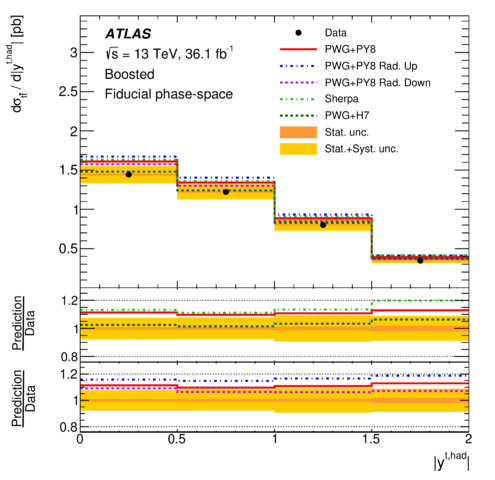 ATLAS
√s = 13 TeV, 36.1 fb⁻¹
Boosted
Fiducial phase-space
Data
PWG+PY8
PWG+PY8 Rad. Up
PWG+PY8 Rad. Down
Sherpa
PWG+H7
Stat. unc.
Stat.+Syst. unc.
dσ_tt̄ / d|y^t,had| [pb]
3
2.5
2
1.5
1
0.5
Prediction
Data
1.2
1
0.8
Prediction
Data
1.2
1
0.8
0
0.5
1
1.5
2
|y^t,had|